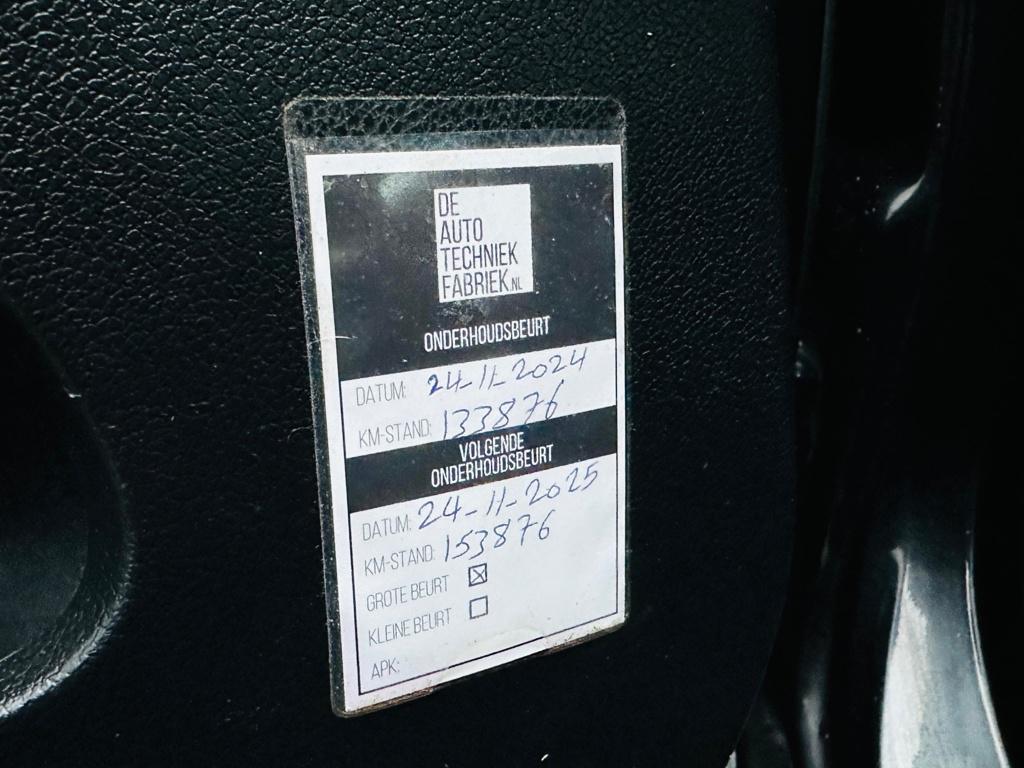 DE
AUTO
TECHNIEK
FABRIEK.NL
ONDERHOUDSBEURT
DATUM: 24-11-2024
KM-STAND: 133876
VOLGENDE
ONDERHOUDSBEURT
DATUM: 24-11-2025
KM-STAND: 153876
GROTE BEURT ☒
KLEINE BEURT ☐
APK: